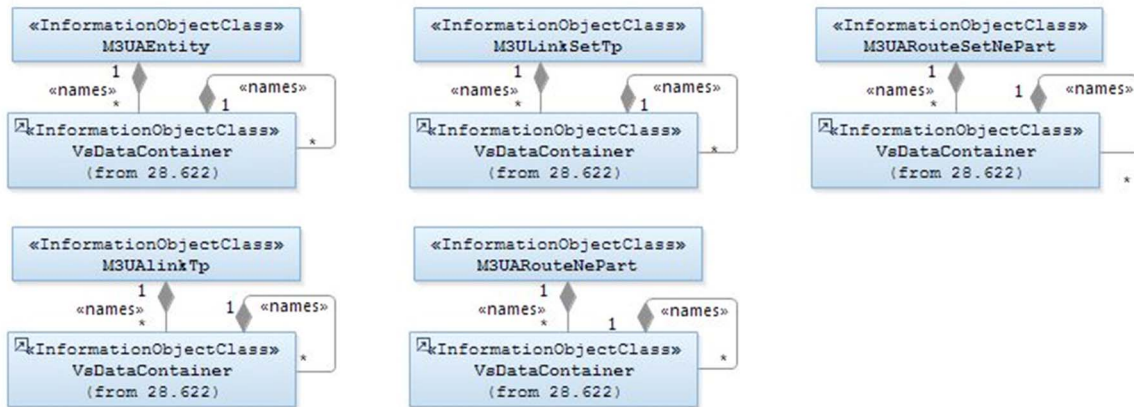 «InformationObjectClass»
M3UAEntity
1
«names»
*
1
«names»
*
«InformationObjectClass»
VsDataContainer
(from 28.622)
«InformationObjectClass»
M3ULinkSetTp
1
«names»
*
1
«names»
*
«InformationObjectClass»
VsDataContainer
(from 28.622)
«InformationObjectClass»
M3UARouteSetNePart
1
«names»
*
1
«names»
*
«InformationObjectClass»
VsDataContainer
(from 28.622)
«InformationObjectClass»
M3UAlinkTp
1
«names»
*
1
«names»
*
«InformationObjectClass»
VsDataContainer
(from 28.622)
«InformationObjectClass»
M3UARouteNePart
1
«names»
*
1
«names»
*
«InformationObjectClass»
VsDataContainer
(from 28.622)